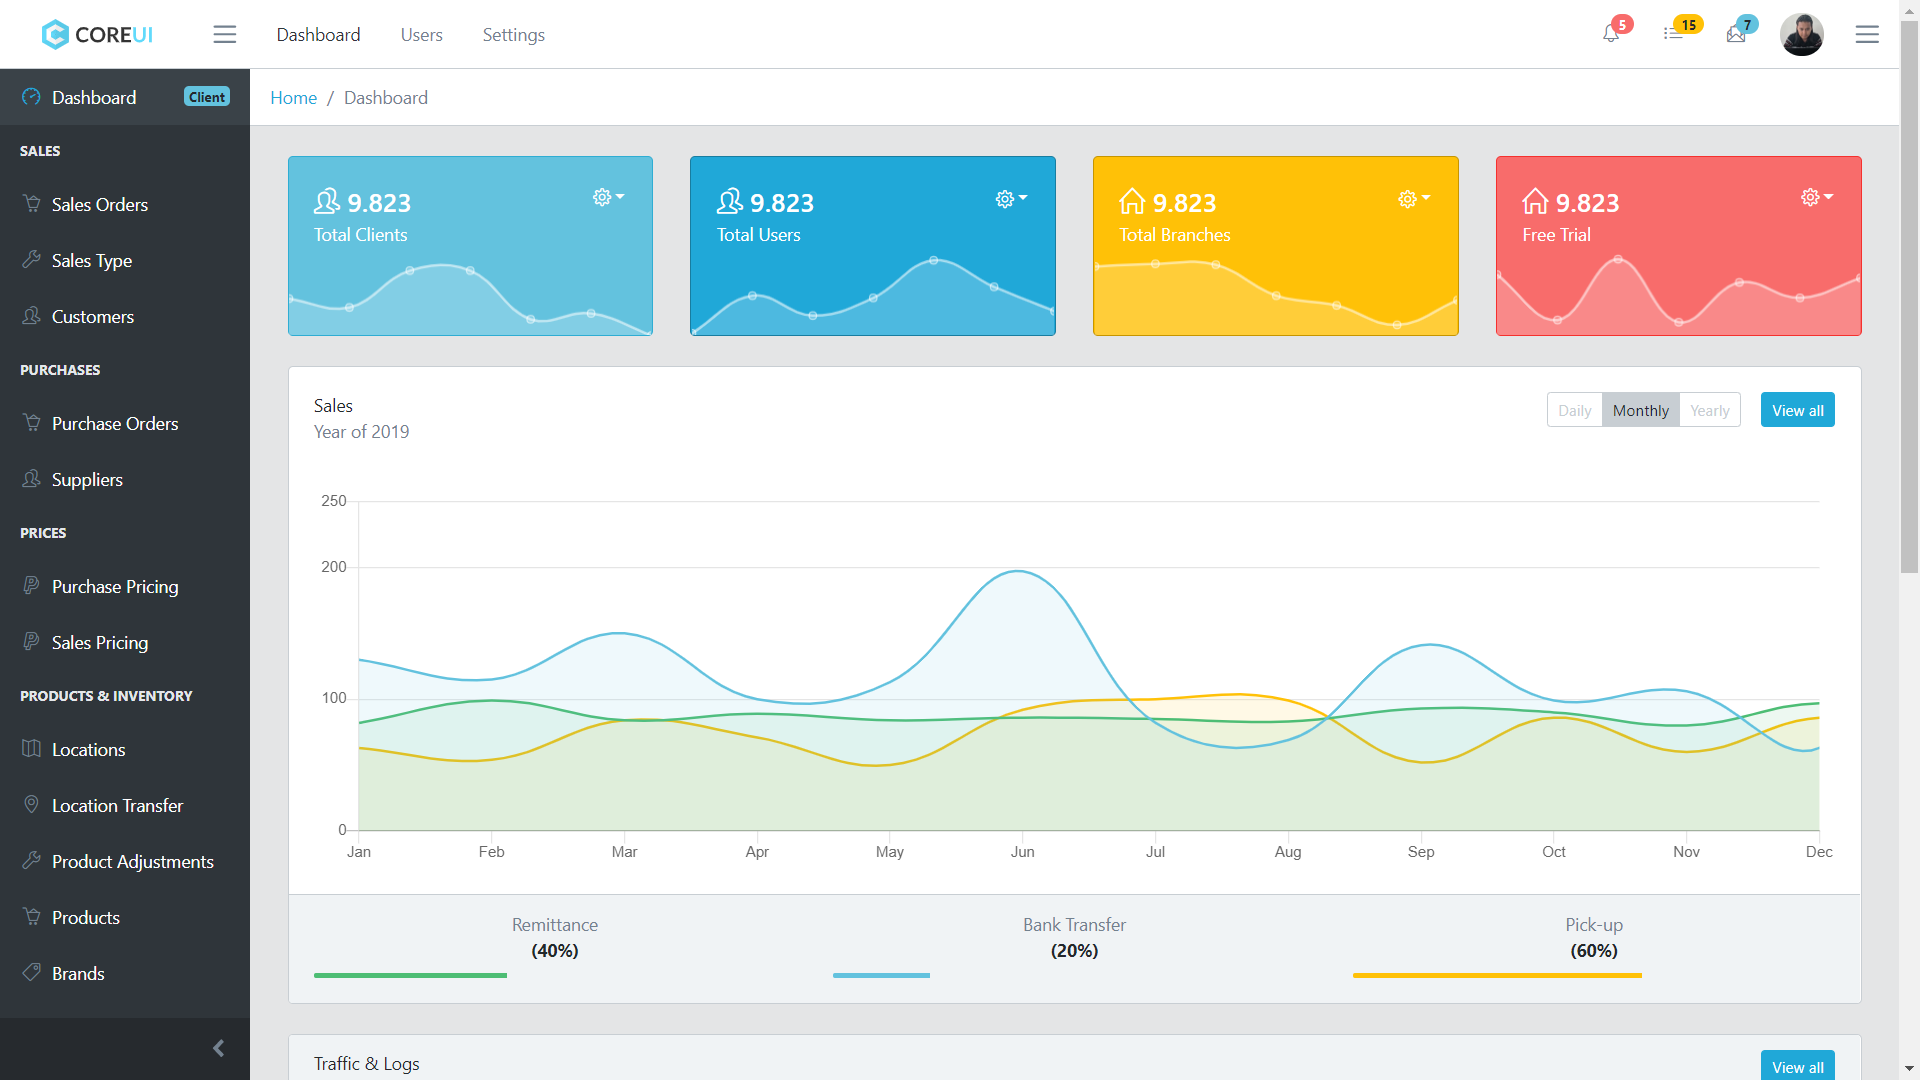 COREUI
Dashboard
Users
Settings
5
15
7
Dashboard
Client
SALES
Sales Orders
Sales Type
Customers
PURCHASES
Purchase Orders
Suppliers
PRICES
Purchase Pricing
Sales Pricing
PRODUCTS & INVENTORY
Locations
Location Transfer
Product Adjustments
Products
Brands
Home / Dashboard
9.823
Total Clients
9.823
Total Users
9.823
Total Branches
9.823
Free Trial
Sales
Year of 2019
Daily
Monthly
Yearly
View all
250
200
100
0
Jan
Feb
Mar
Apr
May
Jun
Jul
Aug
Sep
Oct
Nov
Dec
Remittance
(40%)
Bank Transfer
(20%)
Pick-up
(60%)
Traffic & Logs
View all